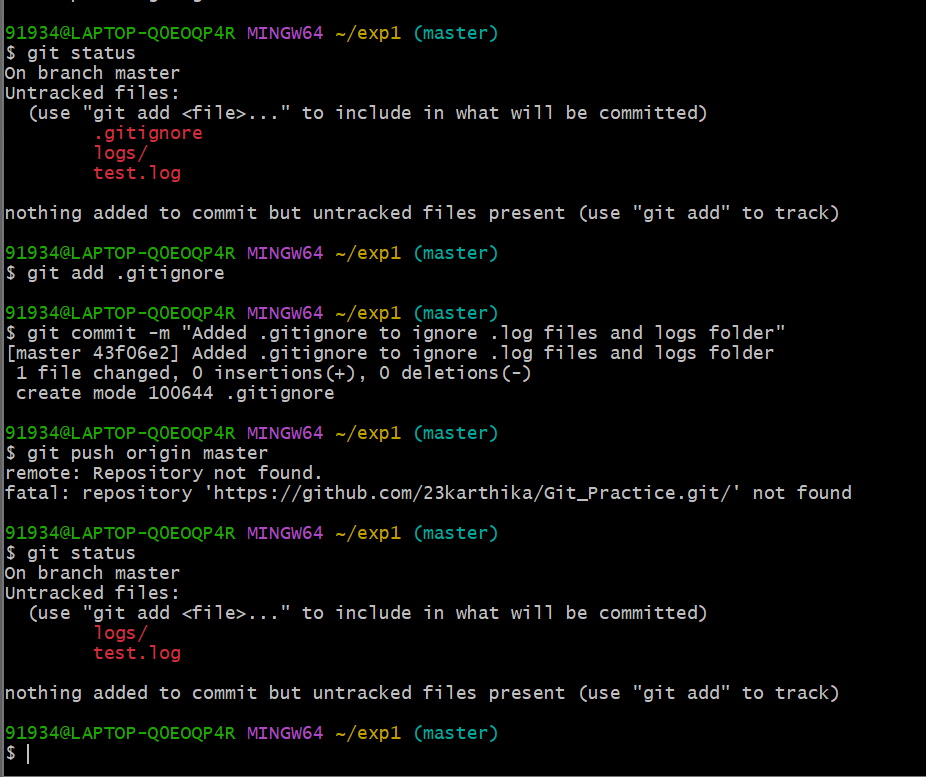 91934@LAPTOP-Q0EOQP4R MINGW64 ~/exp1 (master)
$ git status
On branch master
Untracked files:
  (use "git add <file>..." to include in what will be committed)
        .gitignore
        logs/
        test.log

nothing added to commit but untracked files present (use "git add" to track)

91934@LAPTOP-Q0EOQP4R MINGW64 ~/exp1 (master)
$ git add .gitignore

91934@LAPTOP-Q0EOQP4R MINGW64 ~/exp1 (master)
$ git commit -m "Added .gitignore to ignore .log files and logs folder"
[master 43f06e2] Added .gitignore to ignore .log files and logs folder
 1 file changed, 0 insertions(+), 0 deletions(-)
 create mode 100644 .gitignore

91934@LAPTOP-Q0EOQP4R MINGW64 ~/exp1 (master)
$ git push origin master
remote: Repository not found.
fatal: repository 'https://github.com/23karthika/Git_Practice.git/' not found

91934@LAPTOP-Q0EOQP4R MINGW64 ~/exp1 (master)
$ git status
On branch master
Untracked files:
  (use "git add <file>..." to include in what will be committed)
        logs/
        test.log

nothing added to commit but untracked files present (use "git add" to track)

91934@LAPTOP-Q0EOQP4R MINGW64 ~/exp1 (master)
$